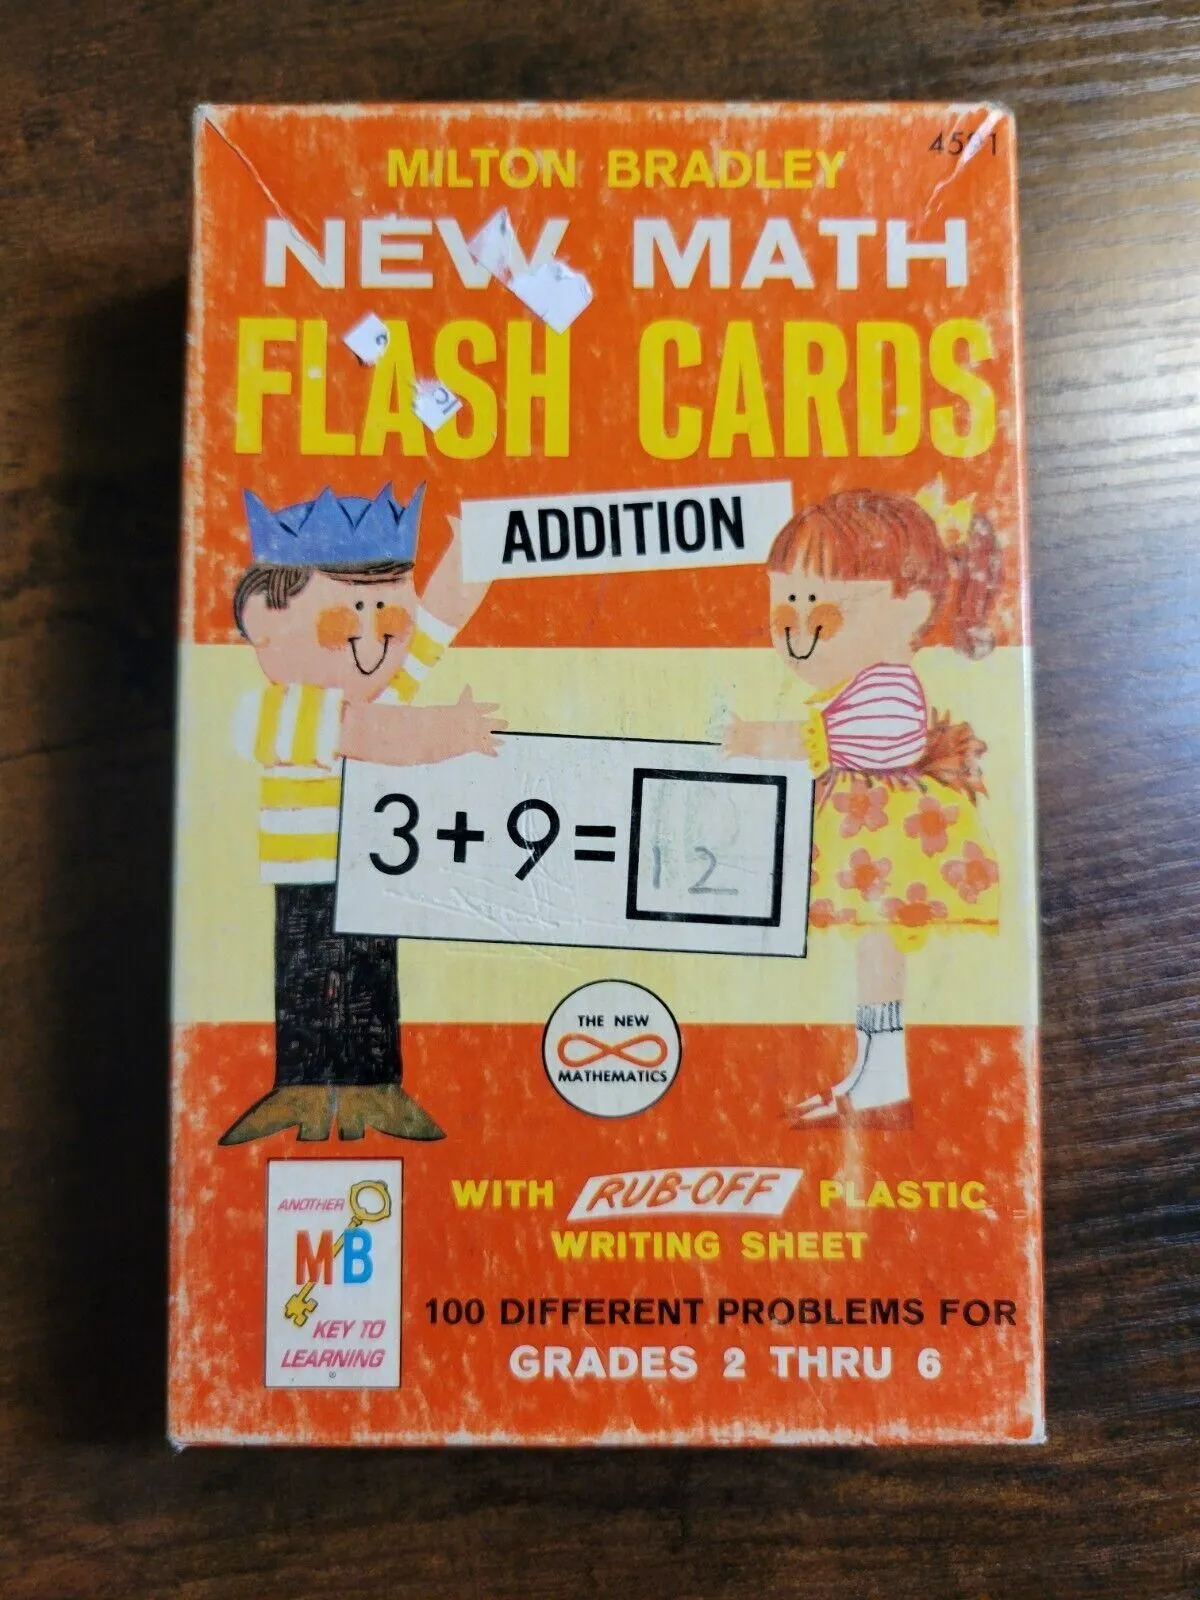 MILTON BRADLEY
NEW MATH
FLASH CARDS
ADDITION
3+9=
12
THE NEW
MATHEMATICS
ANOTHER
MB
KEY TO
LEARNING
®
WITH RUB-OFF PLASTIC
WRITING SHEET
100 DIFFERENT PROBLEMS FOR
GRADES 2 THRU 6